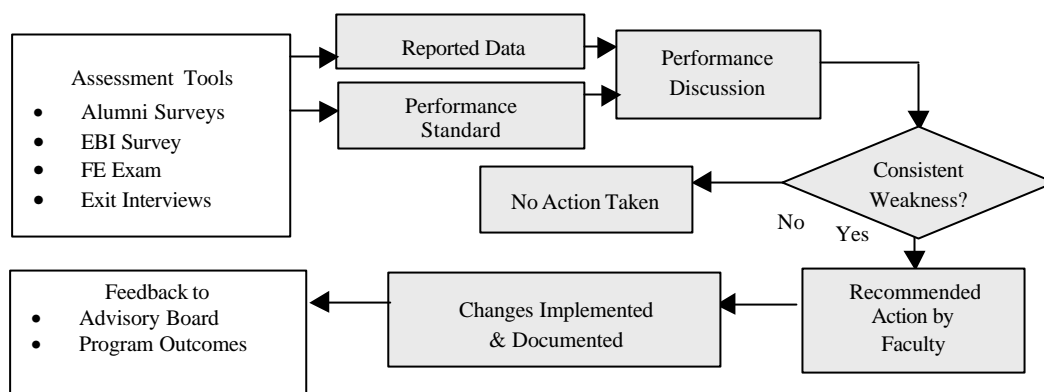 Assessment Tools
• Alumni Surveys
• EBI Survey
• FE Exam
• Exit Interviews
Reported Data
Performance
Standard
Performance
Discussion
Consistent
Weakness?
No
Yes
No Action Taken
Recommended
Action by
Faculty
Changes Implemented
& Documented
Feedback to
• Advisory Board
• Program Outcomes